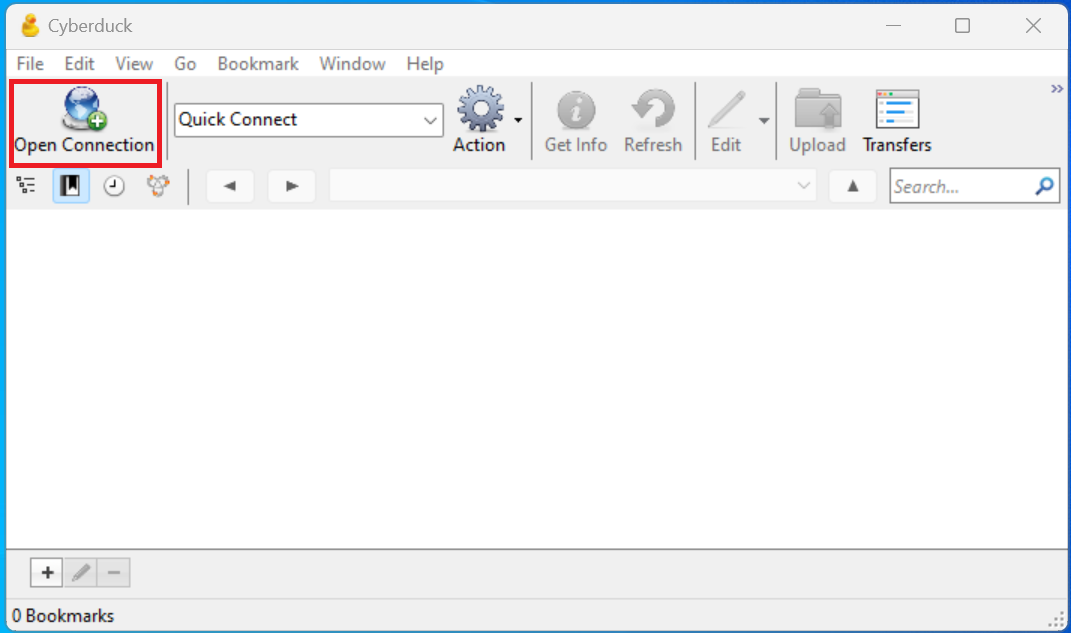 Cyberduck
File Edit View Go Bookmark Window Help
Open Connection
Quick Connect
Action
Get Info
Refresh
Edit
Upload
Transfers
Search...
0 Bookmarks